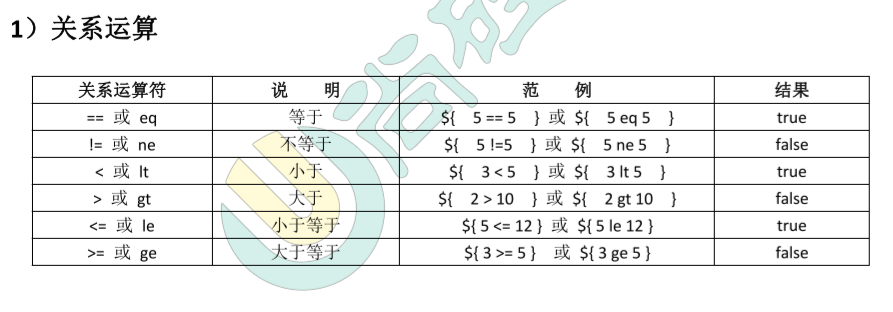 1）关系运算
关系运算符 说 明 范 例 结果
== 或 eq 等于 ${ 5 == 5 } 或 ${ 5 eq 5 } true
!= 或 ne 不等于 ${ 5 !=5 } 或 ${ 5 ne 5 } false
< 或 lt 小于 ${ 3 < 5 } 或 ${ 3 lt 5 } true
> 或 gt 大于 ${ 2 > 10 } 或 ${ 2 gt 10 } false
<= 或 le 小于等于 ${ 5 <= 12 } 或 ${ 5 le 12 } true
>= 或 ge 大于等于 ${ 3 >= 5 } 或 ${ 3 ge 5 } false